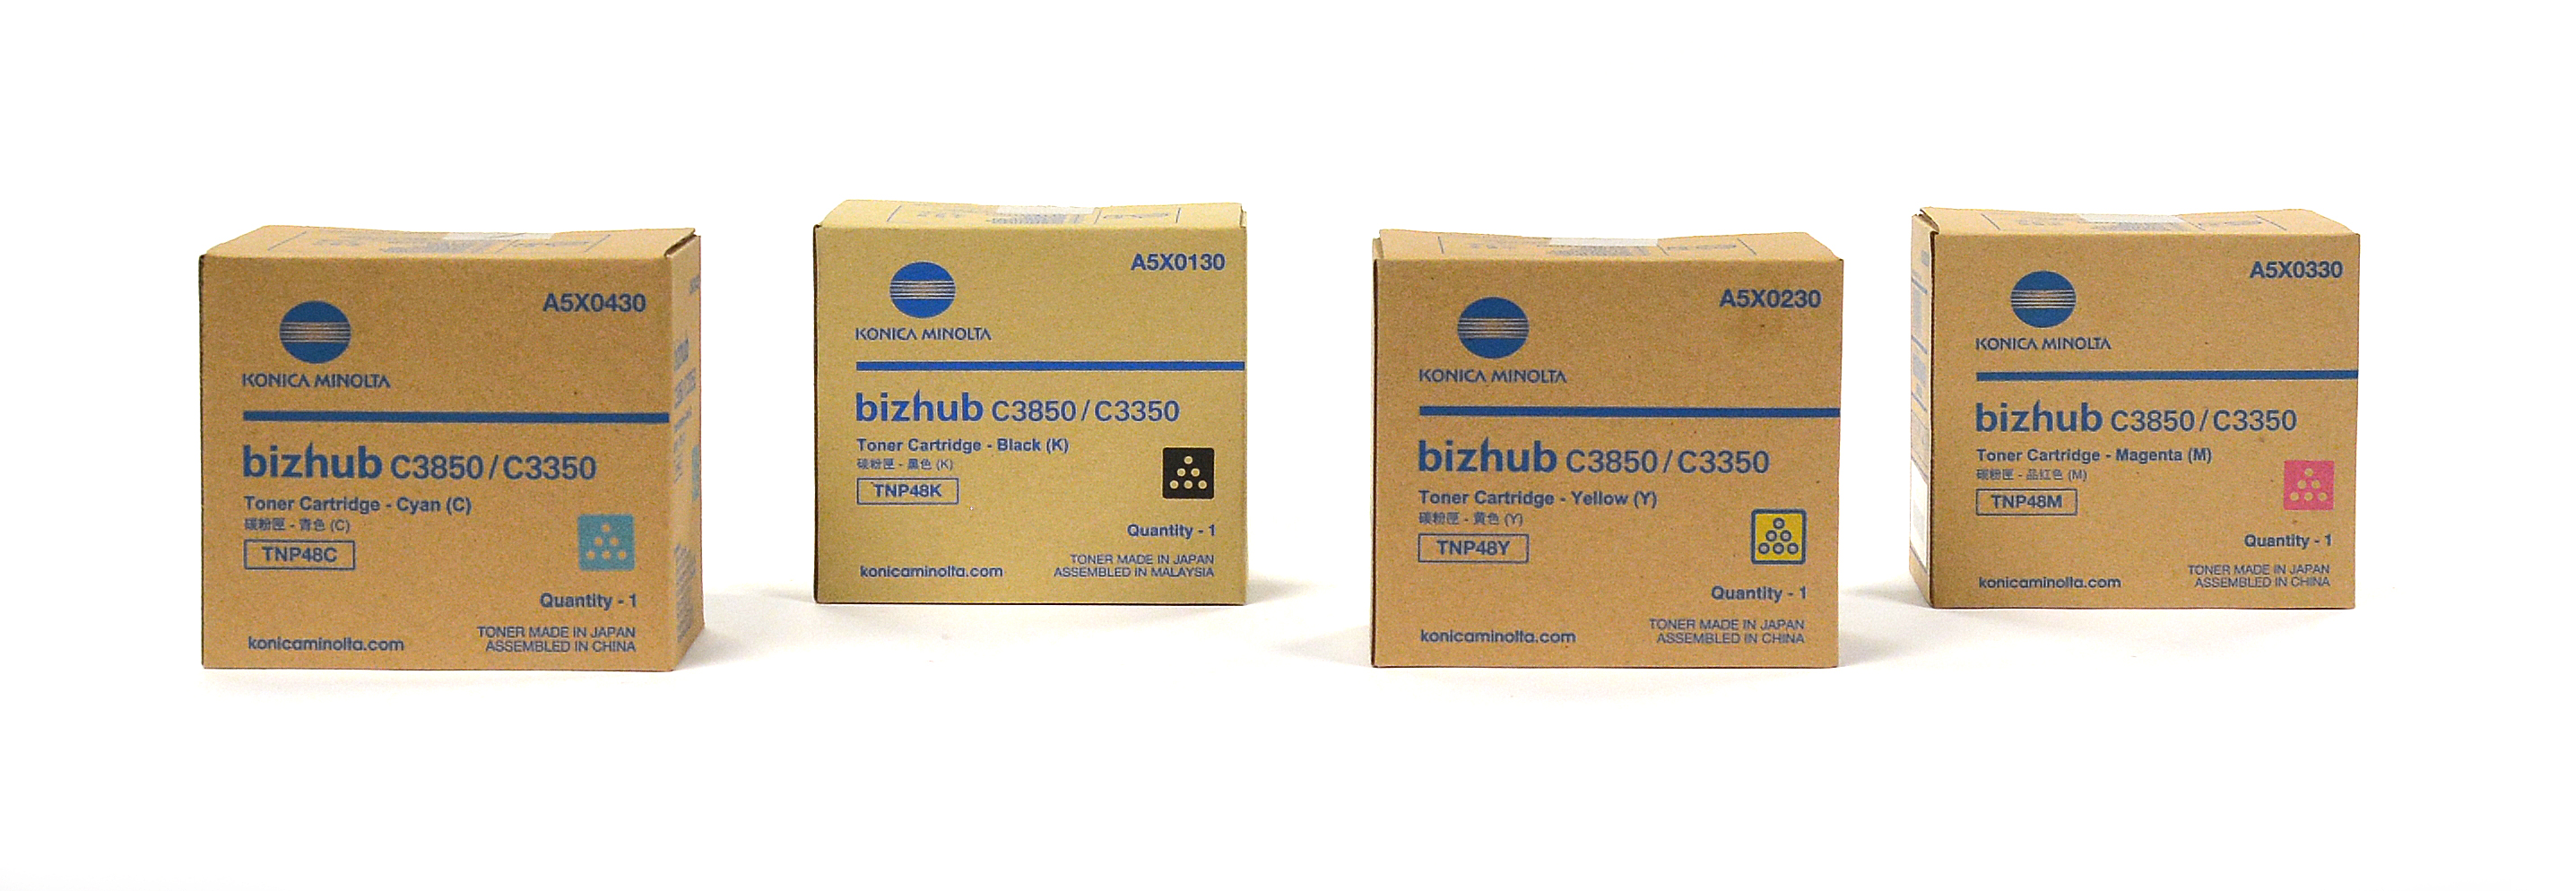 A5X0430
KONICA MINOLTA
bizhub C3850/C3350
Toner Cartridge - Cyan (C)
碳粉匣 - 青色 (C)
TNP48C
Quantity - 1
TONER MADE IN JAPAN
konicaminolta.com ASSEMBLED IN CHINA
A5X0130
KONICA MINOLTA
bizhub C3850/C3350
Toner Cartridge - Black (K)
碳粉匣 - 黑色 (K)
TNP48K
Quantity - 1
TONER MADE IN JAPAN
konicaminolta.com ASSEMBLED IN MALAYSIA
A5X0230
KONICA MINOLTA
bizhub C3850/C3350
Toner Cartridge - Yellow (Y)
碳粉匣 - 黄色 (Y)
TNP48Y
Quantity - 1
TONER MADE IN JAPAN
konicaminolta.com ASSEMBLED IN CHINA
A5X0330
KONICA MINOLTA
bizhub C3850/C3350
Toner Cartridge - Magenta (M)
碳粉匣 - 品紅色 (M)
TNP48M
Quantity - 1
TONER MADE IN JAPAN
konicaminolta.com ASSEMBLED IN CHINA